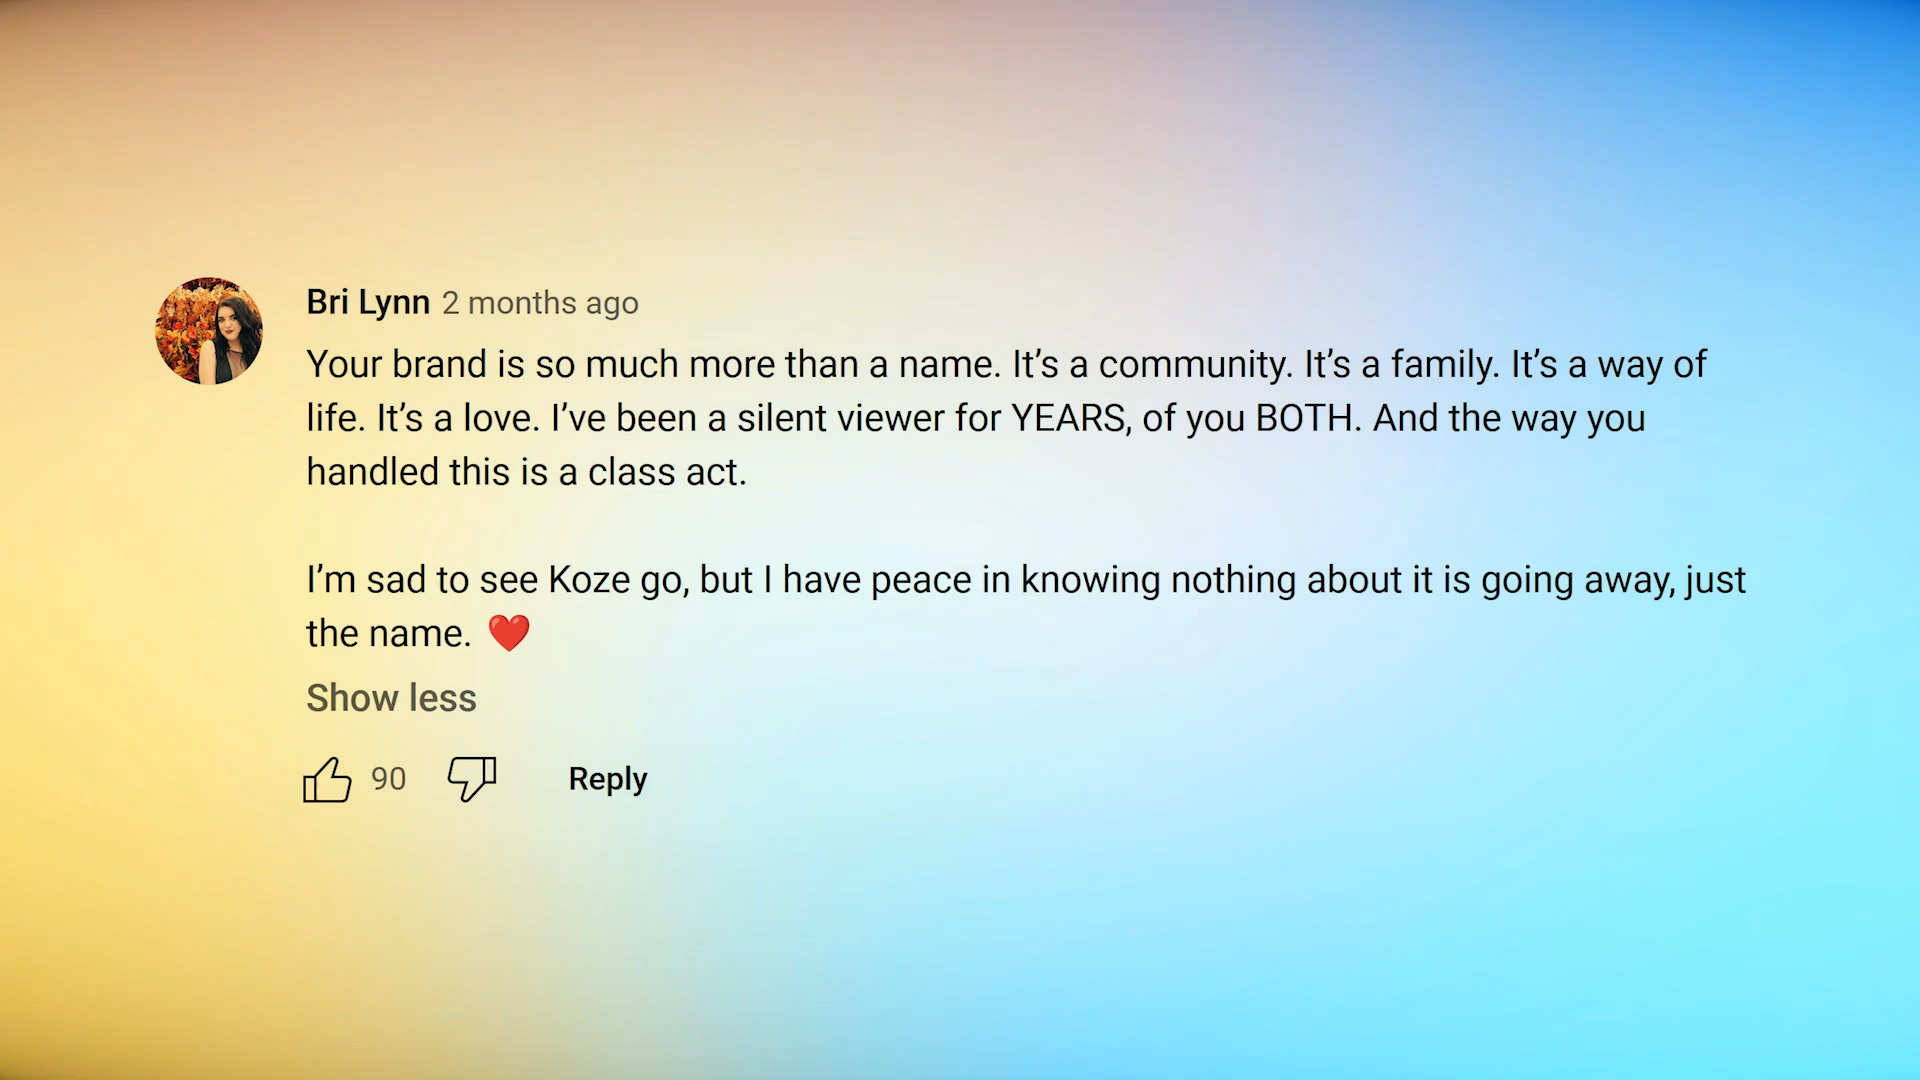 Bri Lynn 2 months ago
Your brand is so much more than a name. It’s a community. It’s a family. It’s a way of
life. It’s a love. I’ve been a silent viewer for YEARS, of you BOTH. And the way you
handled this is a class act.
I’m sad to see Koze go, but I have peace in knowing nothing about it is going away, just
the name. ❤️
Show less
90 Reply